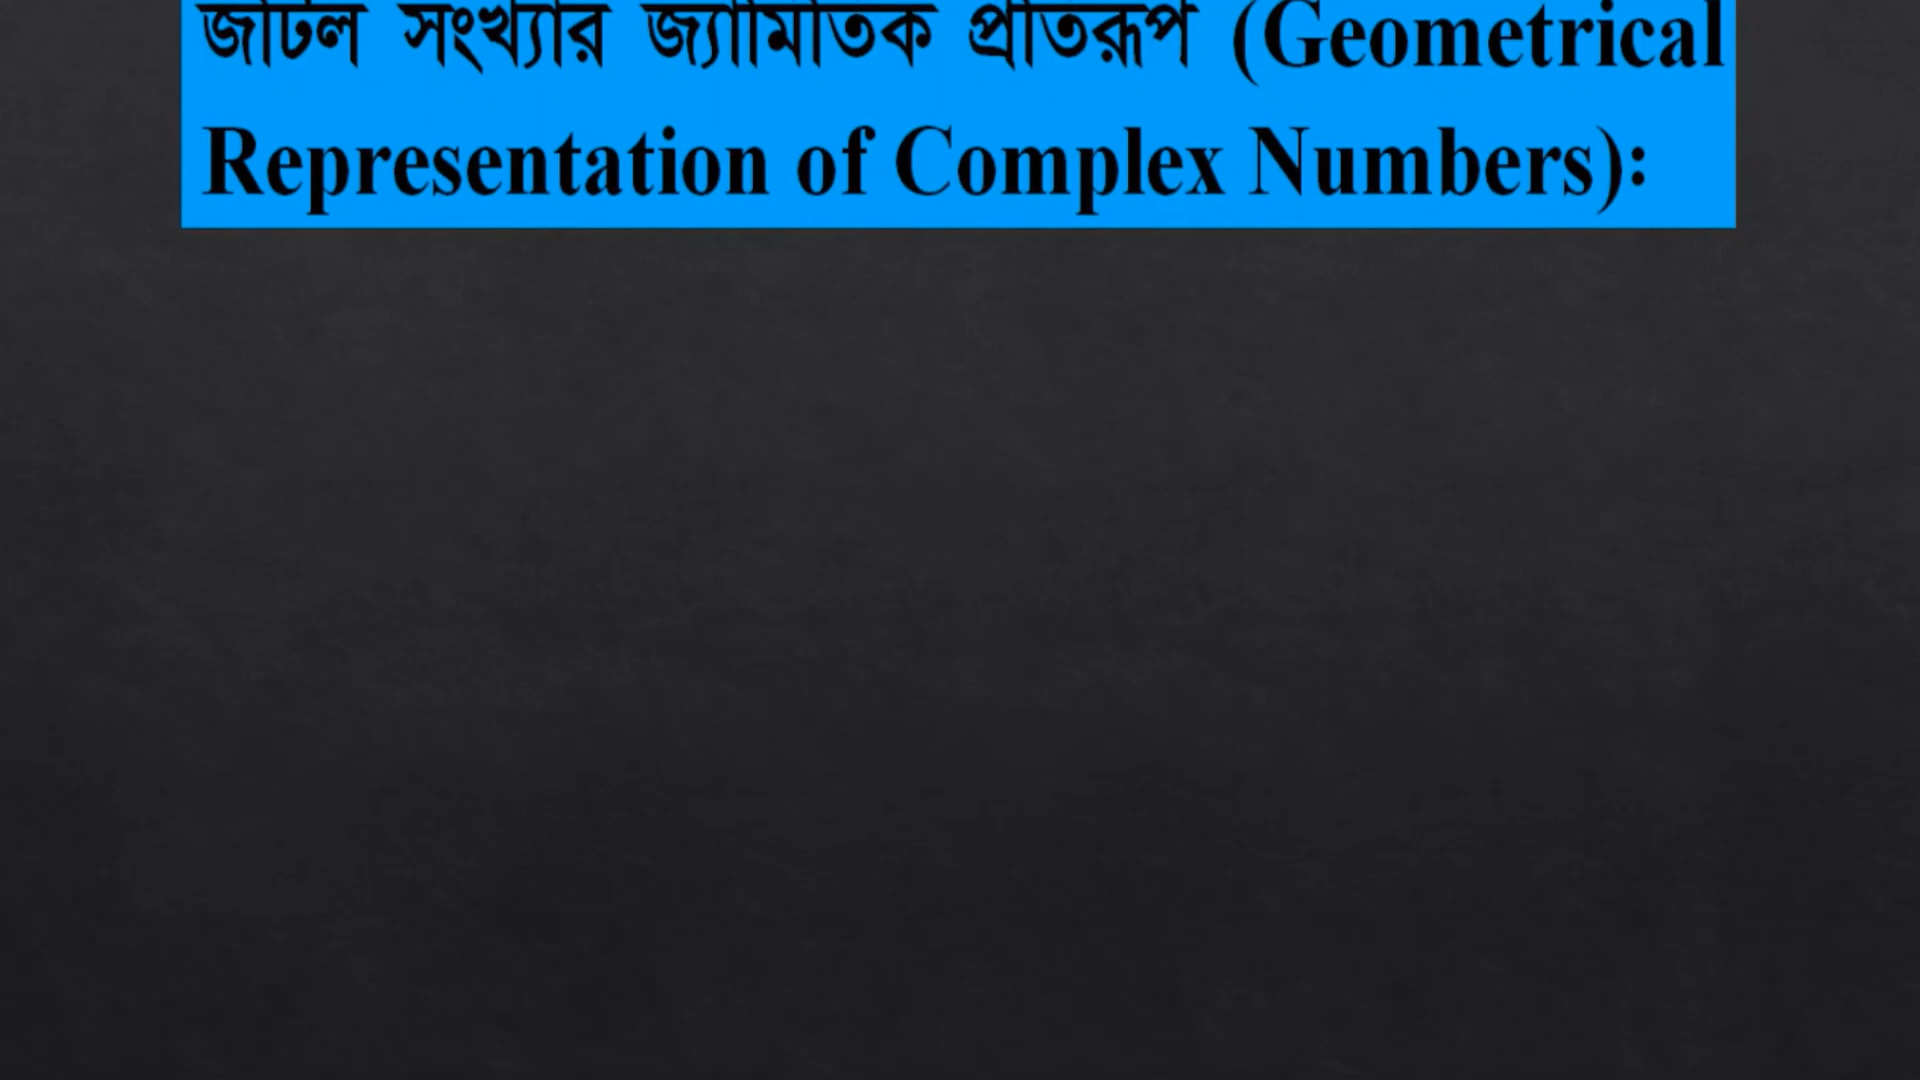 জটিল সংখ্যার জ্যামিতিক প্রতিরূপ (Geometrical
Representation of Complex Numbers):